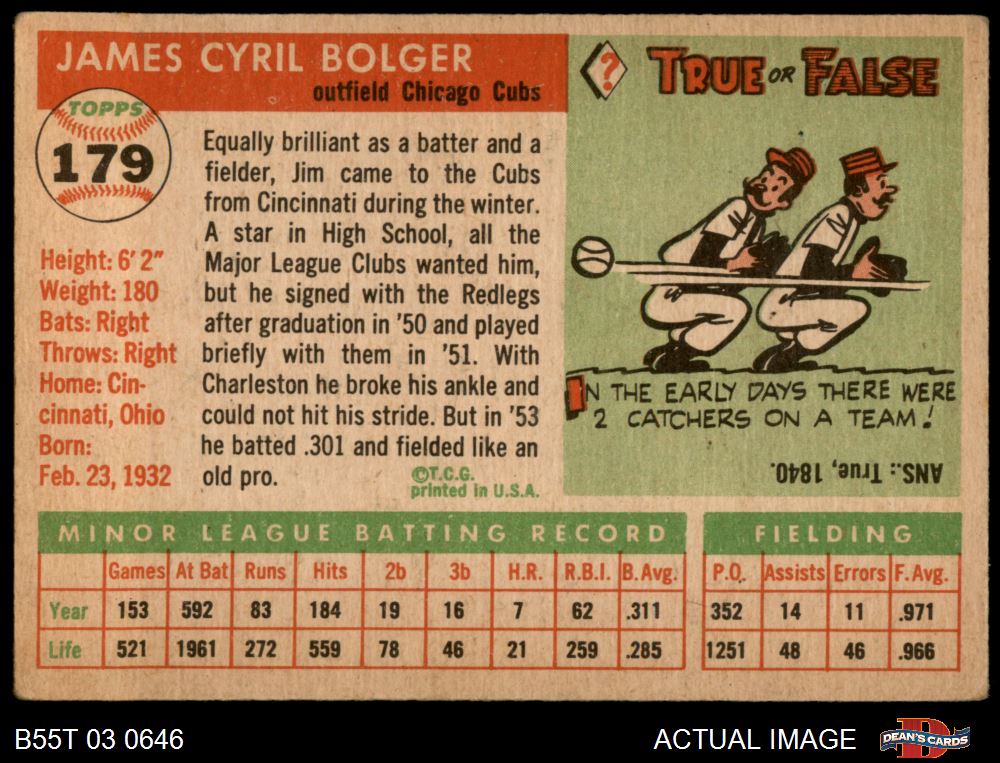 JAMES CYRIL BOLGER
outfield Chicago Cubs
TOPPS
179
Height: 6' 2"
Weight: 180
Bats: Right
Throws: Right
Home: Cin-
cinnati, Ohio
Born:
Feb. 23, 1932
Equally brilliant as a batter and a
fielder, Jim came to the Cubs
from Cincinnati during the winter.
A star in High School, all the
Major League Clubs wanted him,
but he signed with the Redlegs
after graduation in '50 and played
briefly with them in '51. With
Charleston he broke his ankle and
could not hit his stride. But in '53
he batted .301 and fielded like an
old pro.
©T.C.G.
printed in U.S.A.
? TRUE OR FALSE
IN THE EARLY DAYS THERE WERE
2 CATCHERS ON A TEAM!
ANS.: True, 1840.
MINOR LEAGUE BATTING RECORD
Games At Bat Runs Hits 2b 3b H.R. R.B.I. B. Avg.
Year 153 592 83 184 19 16 7 62 .311
Life 521 1961 272 559 78 46 21 259 .285
FIELDING
P.O. Assists Errors F. Avg.
352 14 11 .971
1251 48 46 .966
B55T 03 0646
ACTUAL IMAGE
D
DEAN'S CARDS